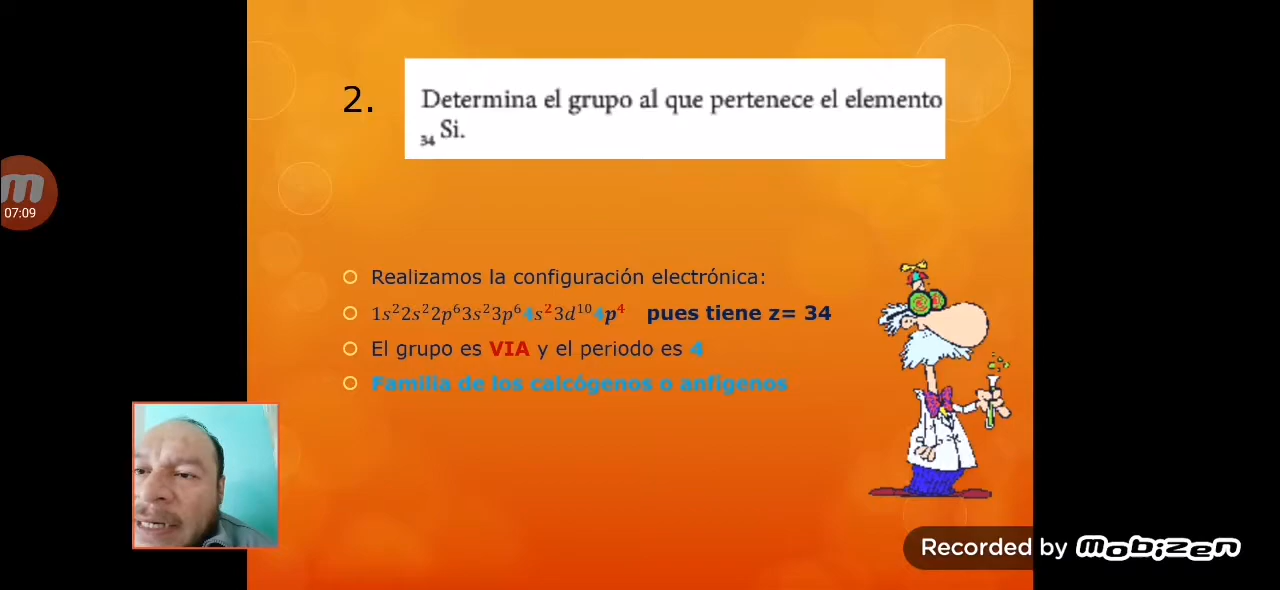 2.
Determina el grupo al que pertenece el elemento
₃₄ Si.
07:09
Realizamos la configuración electrónica:
1s²2s²2p⁶3s²3p⁶4s²3d¹⁰4p⁴ pues tiene z= 34
El grupo es VIA y el periodo es 4
Familia de los calcógenos o anfígenos
Recorded by mobizen